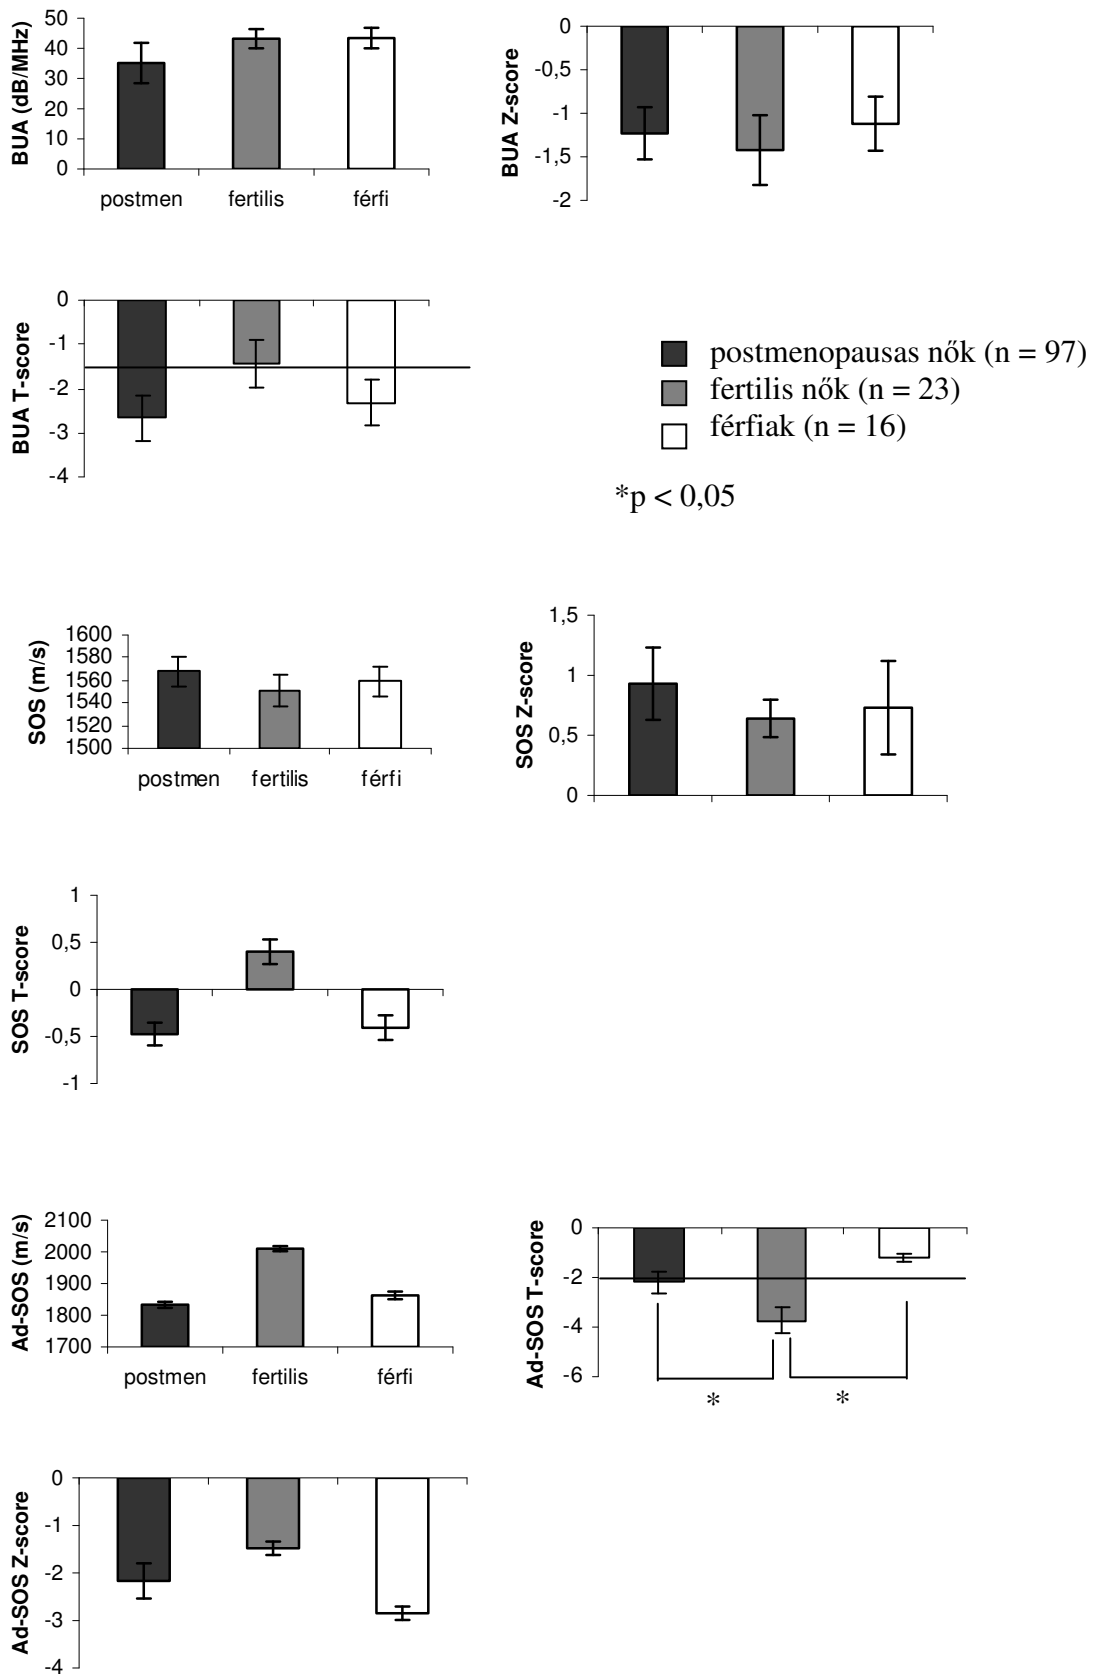 BUA (dB/MHz)
50
40
30
20
10
0
postmen fertilis férfi
BUA Z-score
0
-0,5
-1
-1,5
-2
BUA T-score
0
-1
-2
-3
-4
postmenopausas nők (n = 97)
fertilis nők (n = 23)
férfiak (n = 16)
*p < 0,05
SOS (m/s)
1600
1580
1560
1540
1520
1500
postmen fertilis férfi
SOS Z-score
1,5
1
0,5
0
SOS T-score
1
0,5
0
-0,5
-1
Ad-SOS (m/s)
2100
2000
1900
1800
1700
postmen fertilis férfi
Ad-SOS T-score
0
-2
-4
-6
* *
Ad-SOS Z-score
0
-1
-2
-3
-4